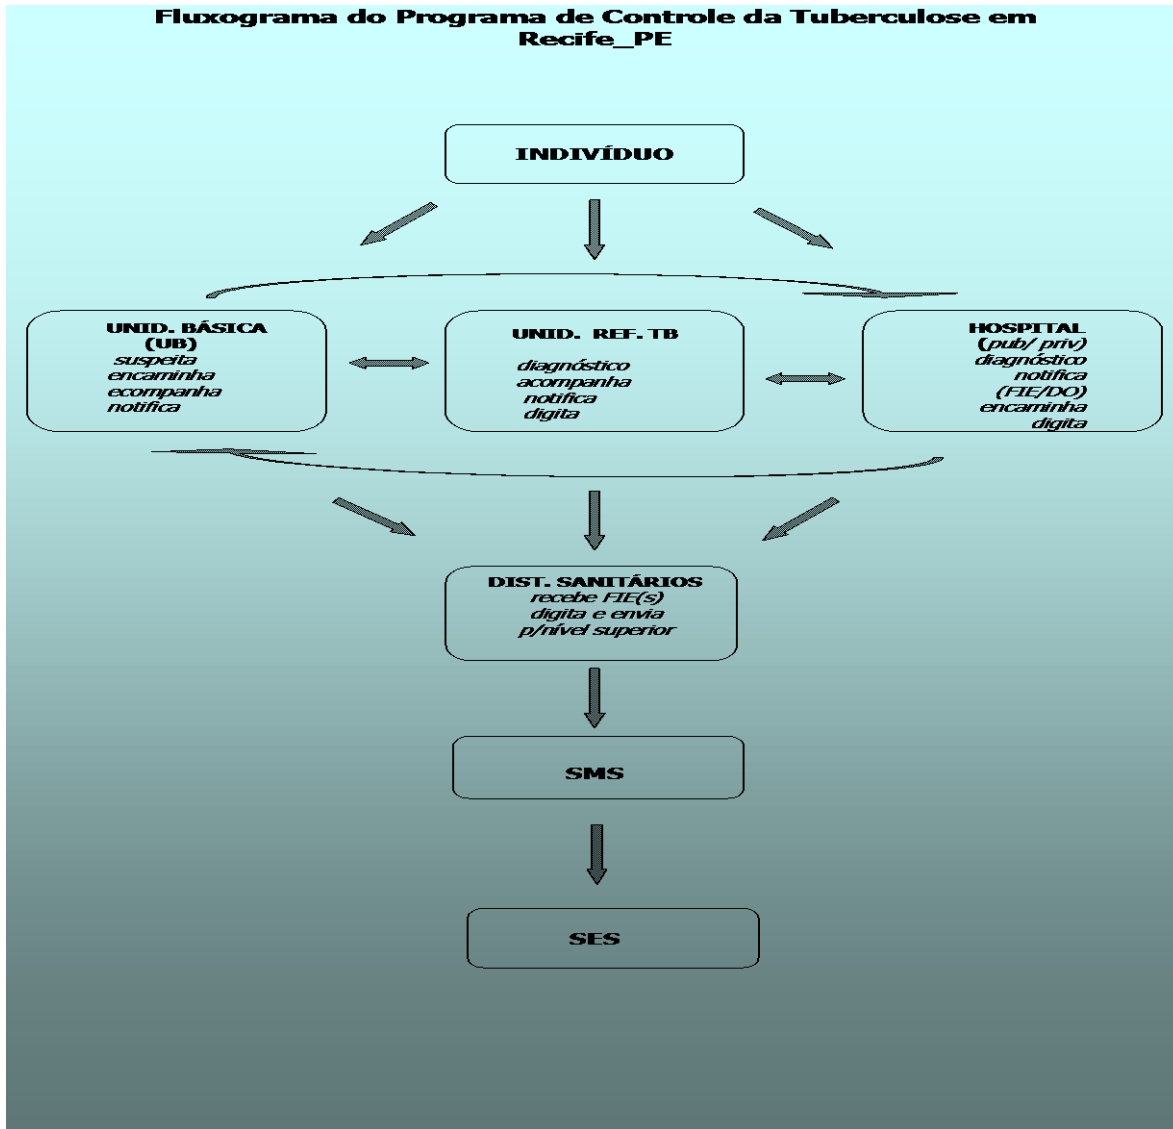 Fluxograma do Programa de Controle da Tuberculose em
Recife_PE
INDIVÍDUO
UNID. BÁSICA
(UB)
suspeita
encaminha
ecompanha
notifica
UNID. REF. TB
diagnóstico
acompanha
notifica
digita
HOSPITAL
(pub/ priv)
diagnóstico
notifica
(FIE/DO)
encaminha
digita
DIST. SANITÁRIOS
recebe FIE(s)
digita e envia
p/nível superior
SMS
SES